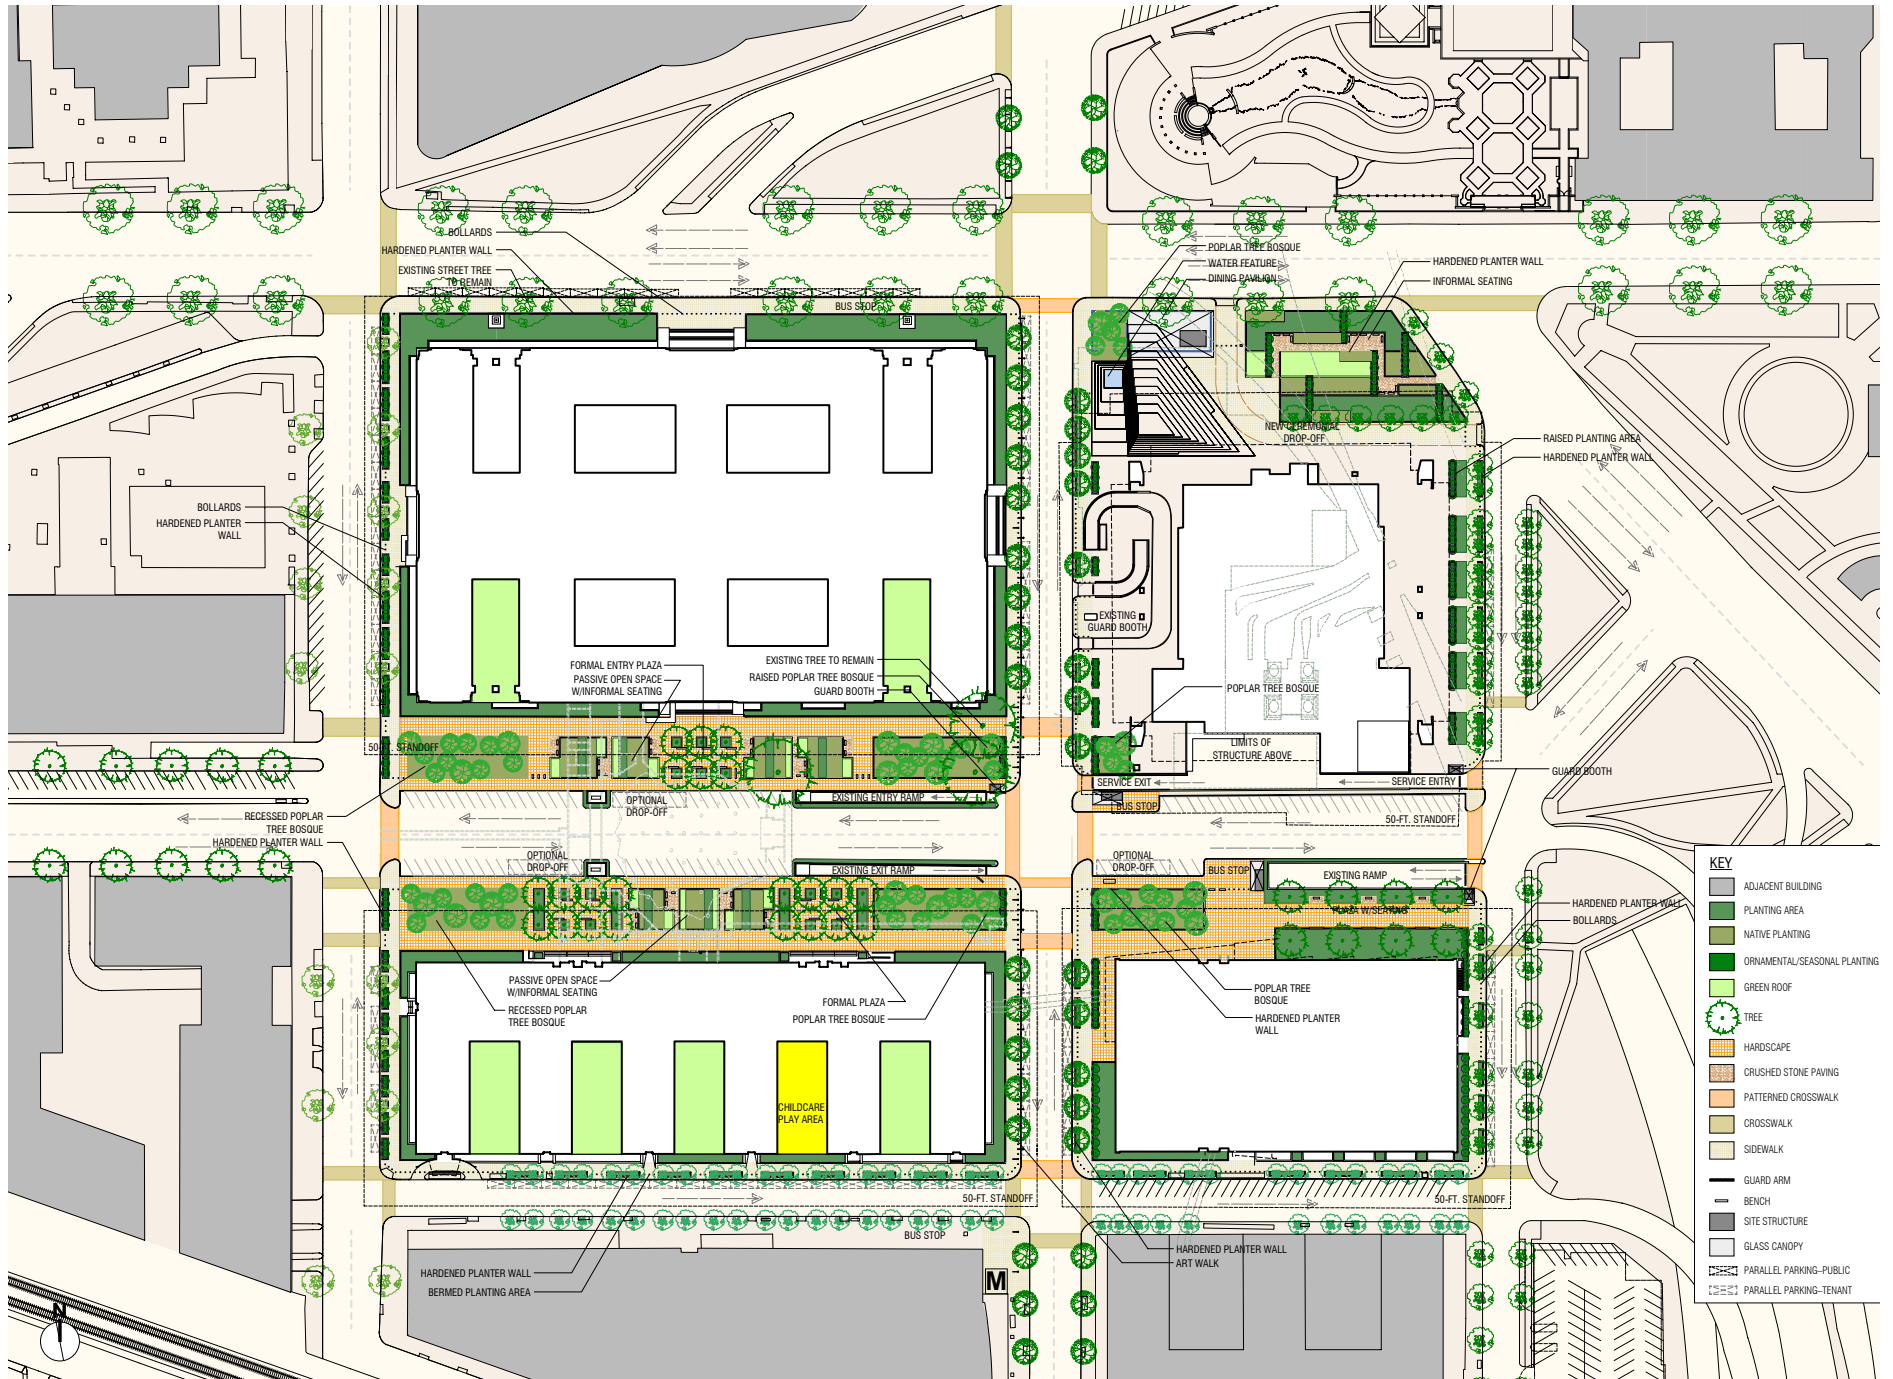 BOLLARDS
HARDENED PLANTER WALL
EXISTING STREET TREE
TO REMAIN
BUS STOP
POPLAR TREE BOSQUE
WATER FEATURE
DINING PAVILION
HARDENED PLANTER WALL
INFORMAL SEATING
NEW CEREMONIAL
DROP-OFF
RAISED PLANTING AREA
HARDENED PLANTER WALL
BOLLARDS
HARDENED PLANTER
WALL
EXISTING
GUARD BOOTH
FORMAL ENTRY PLAZA
PASSIVE OPEN SPACE
W/INFORMAL SEATING
EXISTING TREE TO REMAIN
RAISED POPLAR TREE BOSQUE
GUARD BOOTH
POPLAR TREE BOSQUE
50-FT. STANDOFF
LIMITS OF
STRUCTURE ABOVE
GUARD BOOTH
SERVICE EXIT
SERVICE ENTRY
OPTIONAL
DROP-OFF
EXISTING ENTRY RAMP
BUS STOP
50-FT. STANDOFF
RECESSED POPLAR
TREE BOSQUE
HARDENED PLANTER WALL
OPTIONAL
DROP-OFF
EXISTING EXIT RAMP
OPTIONAL
DROP-OFF
BUS STOP
EXISTING RAMP
PLAZA W/SEATING
HARDENED PLANTER WALL
BOLLARDS
PASSIVE OPEN SPACE
W/INFORMAL SEATING
RECESSED POPLAR
TREE BOSQUE
FORMAL PLAZA
POPLAR TREE BOSQUE
POPLAR TREE
BOSQUE
HARDENED PLANTER
WALL
CHILDCARE
PLAY AREA
50-FT. STANDOFF
50-FT. STANDOFF
BUS STOP
HARDENED PLANTER WALL
ART WALK
HARDENED PLANTER WALL
BERMED PLANTING AREA
M
N
KEY
ADJACENT BUILDING
PLANTING AREA
NATIVE PLANTING
ORNAMENTAL/SEASONAL PLANTING
GREEN ROOF
TREE
HARDSCAPE
CRUSHED STONE PAVING
PATTERNED CROSSWALK
CROSSWALK
SIDEWALK
GUARD ARM
BENCH
SITE STRUCTURE
GLASS CANOPY
PARALLEL PARKING–PUBLIC
PARALLEL PARKING–TENANT